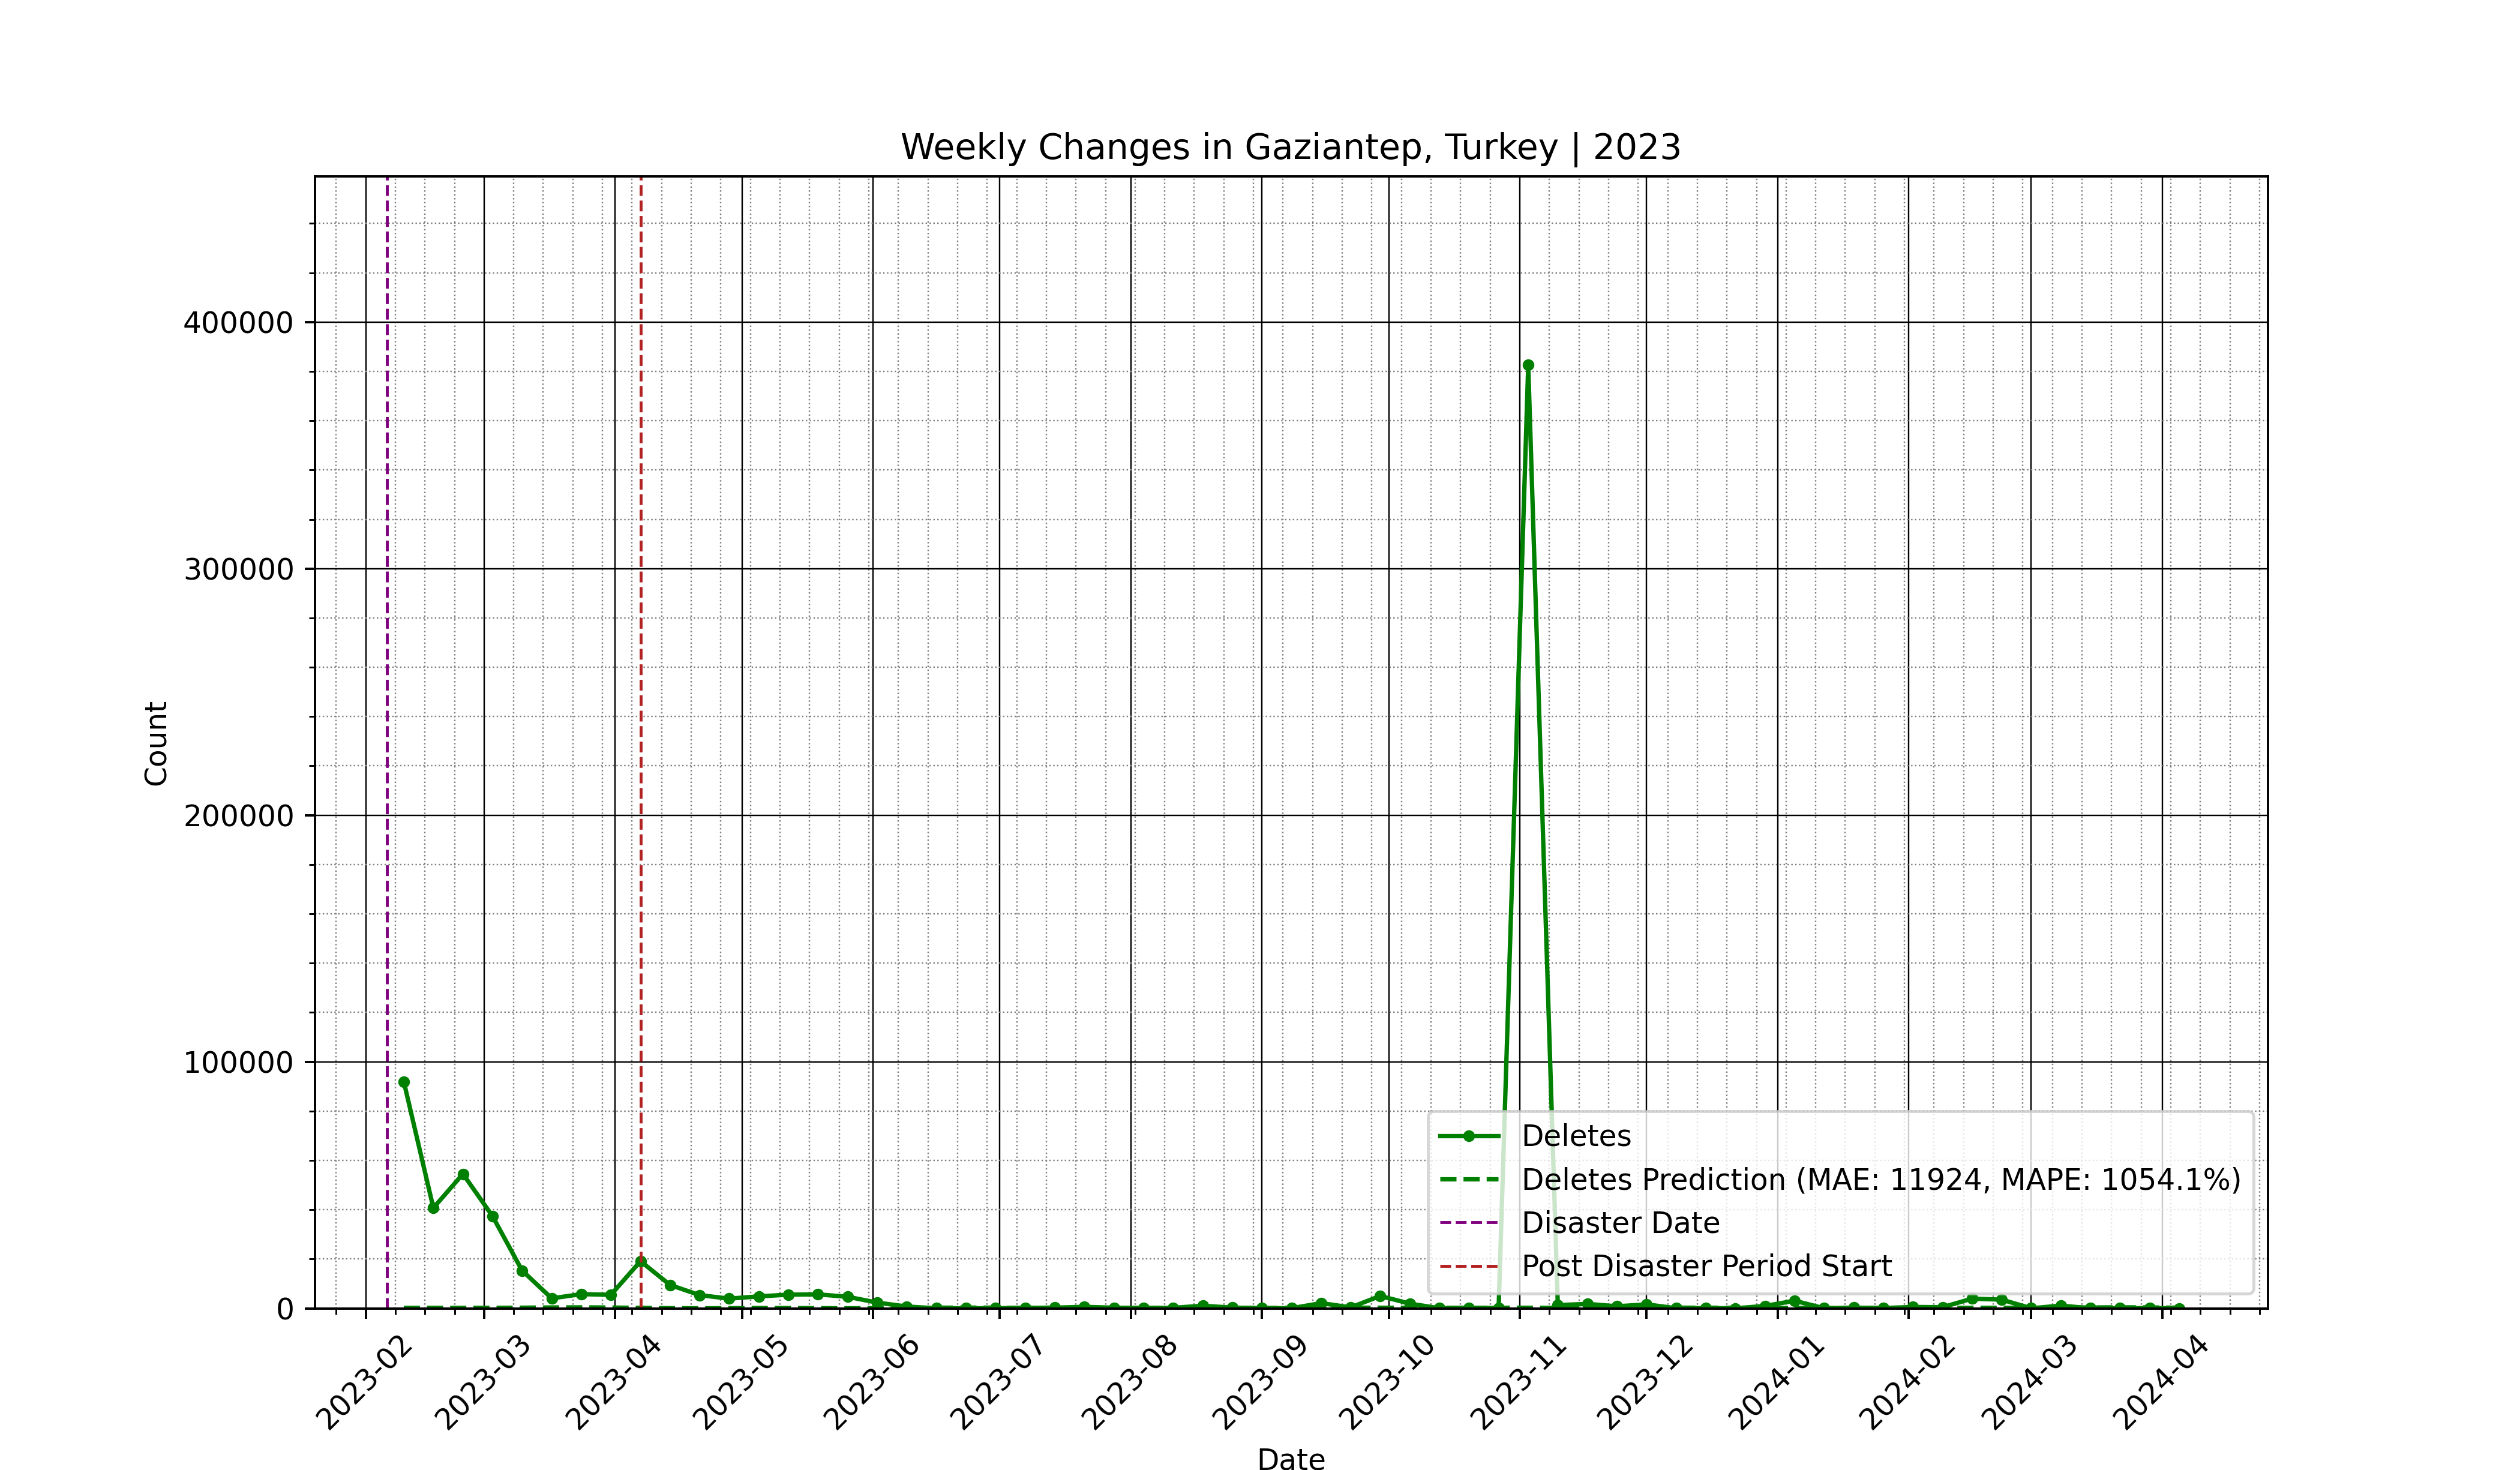 Weekly Changes in Gaziantep, Turkey | 2023
Count
400000
300000
200000
100000
0
Deletes
Deletes Prediction (MAE: 11924, MAPE: 1054.1%)
Disaster Date
Post Disaster Period Start
2023-02
2023-03
2023-04
2023-05
2023-06
2023-07
2023-08
2023-09
2023-10
2023-11
2023-12
2024-01
2024-02
2024-03
2024-04
Date